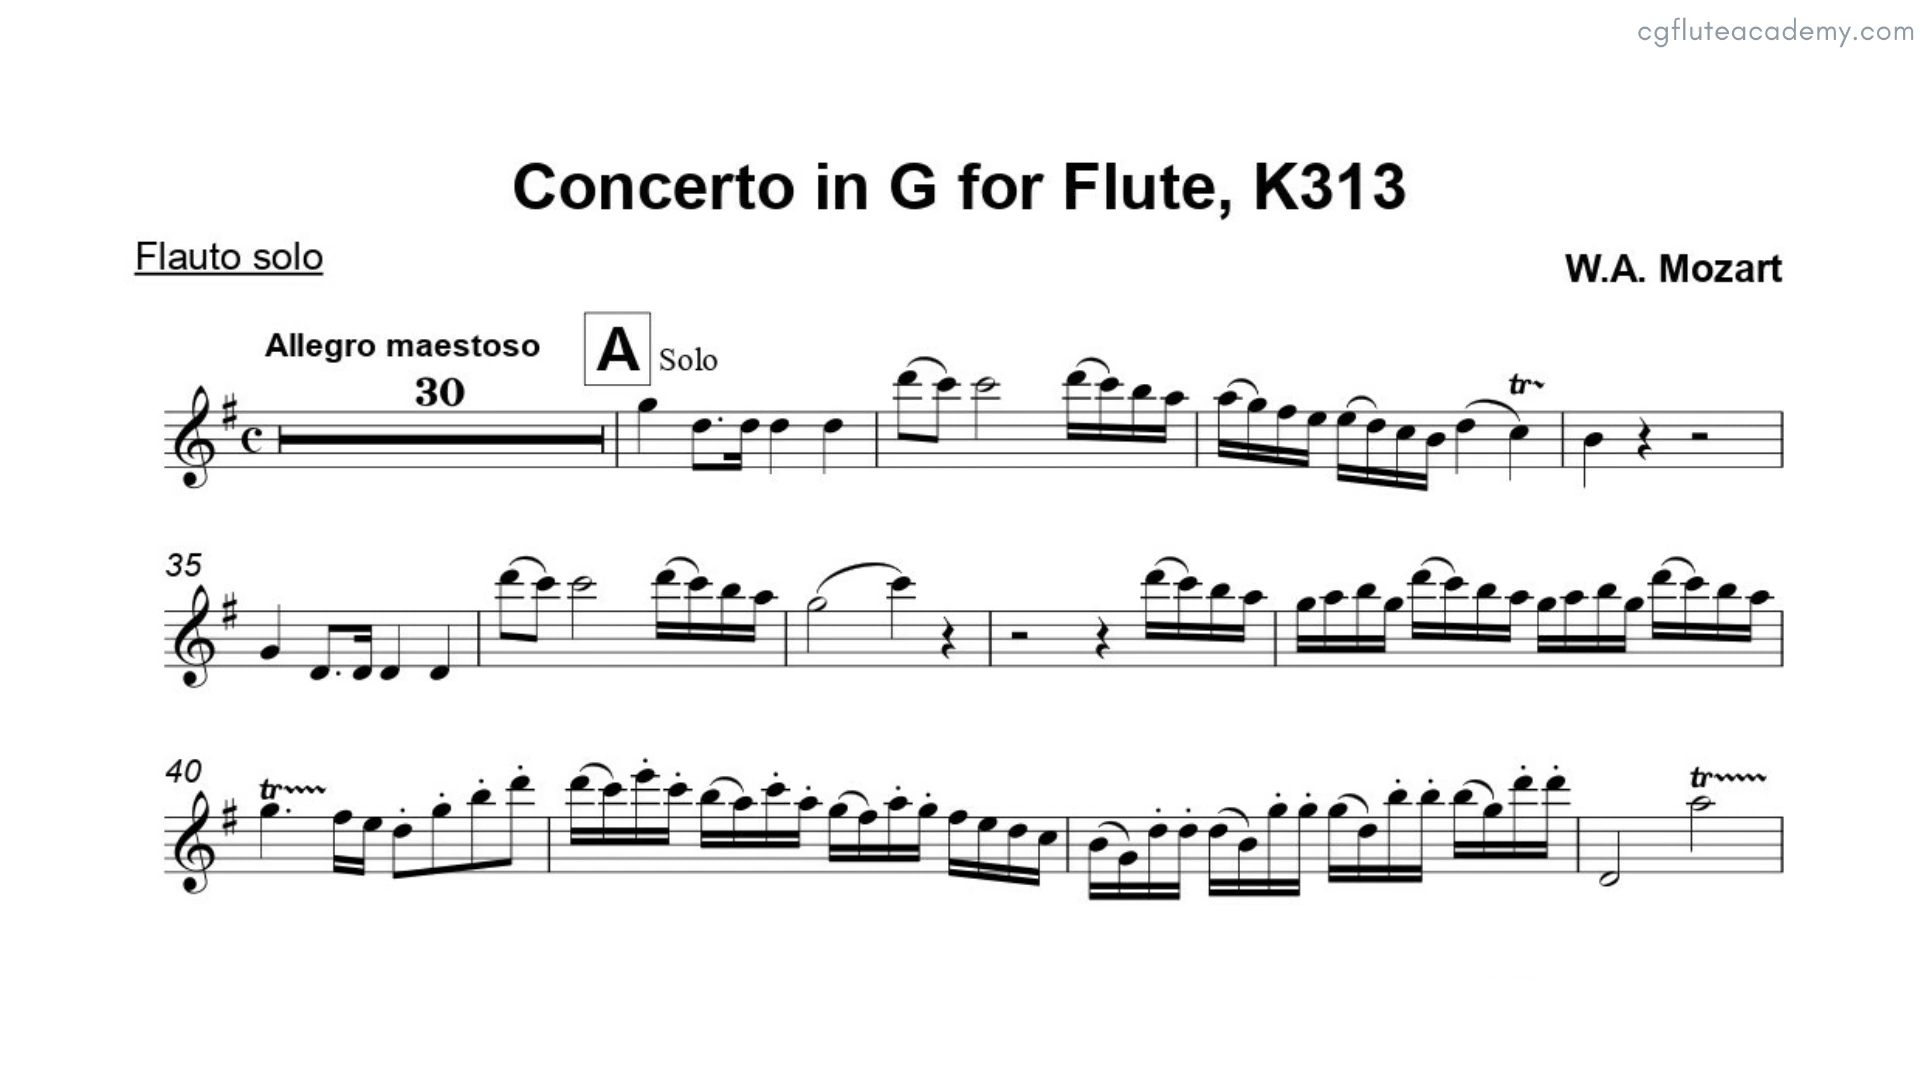 cgfluteacademy.com
Concerto in G for Flute, K313
Flauto solo
W.A. Mozart
Allegro maestoso
A Solo
30
tr
35
40
tr
tr